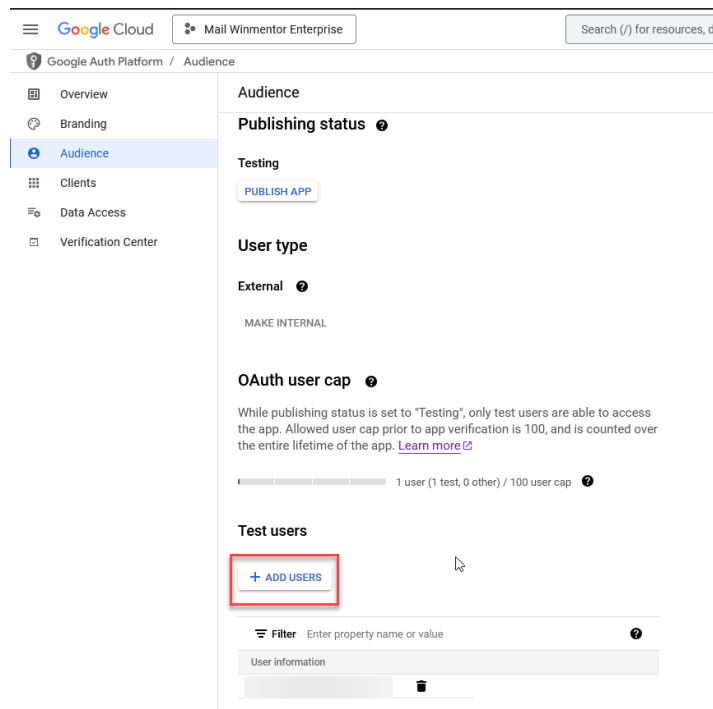 Google Cloud
Mail Winmentor Enterprise
Search (/) for resources, d
Google Auth Platform / Audience
Overview
Branding
Audience
Clients
Data Access
Verification Center
Audience
Publishing status
Testing
PUBLISH APP
User type
External
MAKE INTERNAL
OAuth user cap
While publishing status is set to "Testing", only test users are able to access
the app. Allowed user cap prior to app verification is 100, and is counted over
the entire lifetime of the app. Learn more
1 user (1 test, 0 other) / 100 user cap
Test users
+ ADD USERS
Filter Enter property name or value
User information